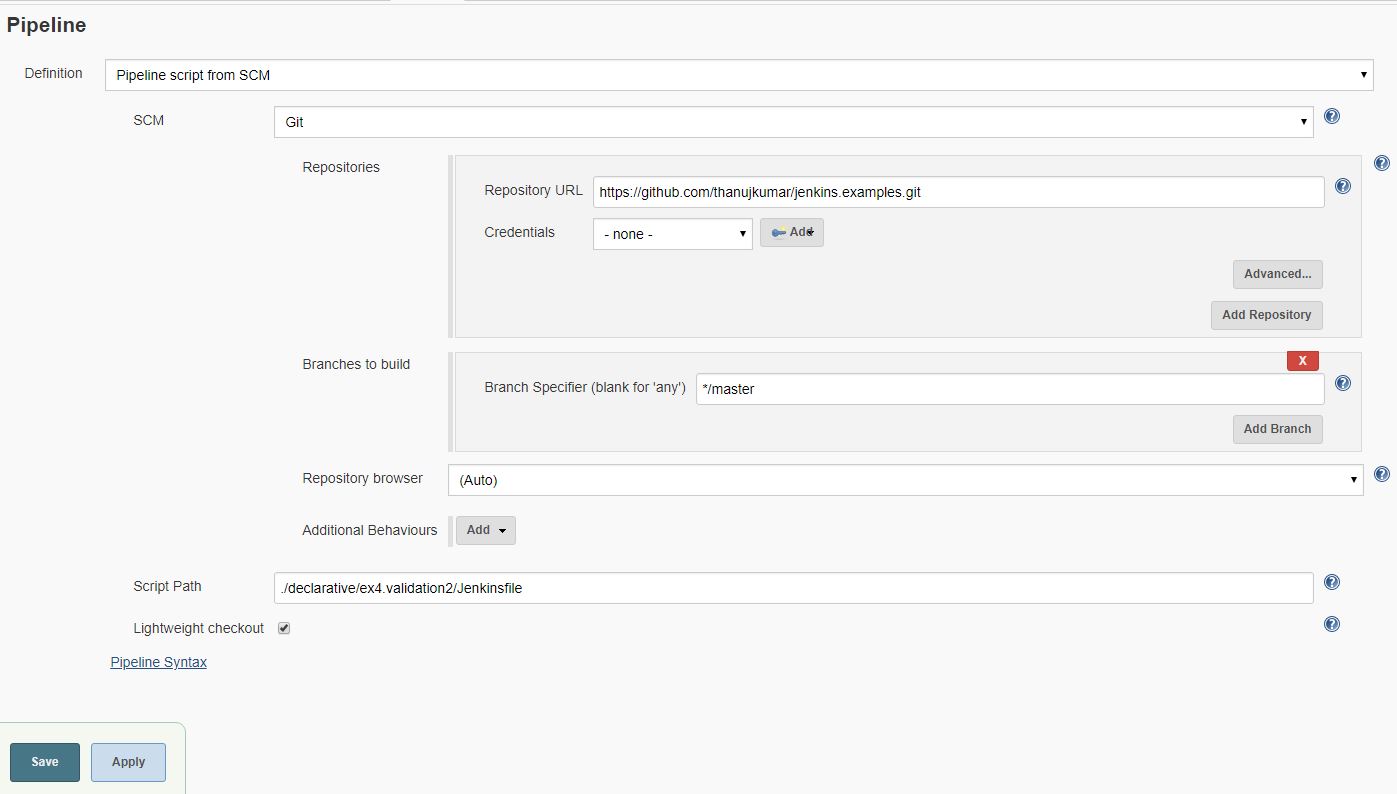 Pipeline
Definition
Pipeline script from SCM
SCM
Git
Repositories
Repository URL
https://github.com/thanujkumar/jenkins.examples.git
Credentials
- none -
Add
Advanced...
Add Repository
Branches to build
X
Branch Specifier (blank for 'any')
*/master
Add Branch
Repository browser
(Auto)
Additional Behaviours
Add
Script Path
./declarative/ex4.validation2/Jenkinsfile
Lightweight checkout
Pipeline Syntax
Save
Apply